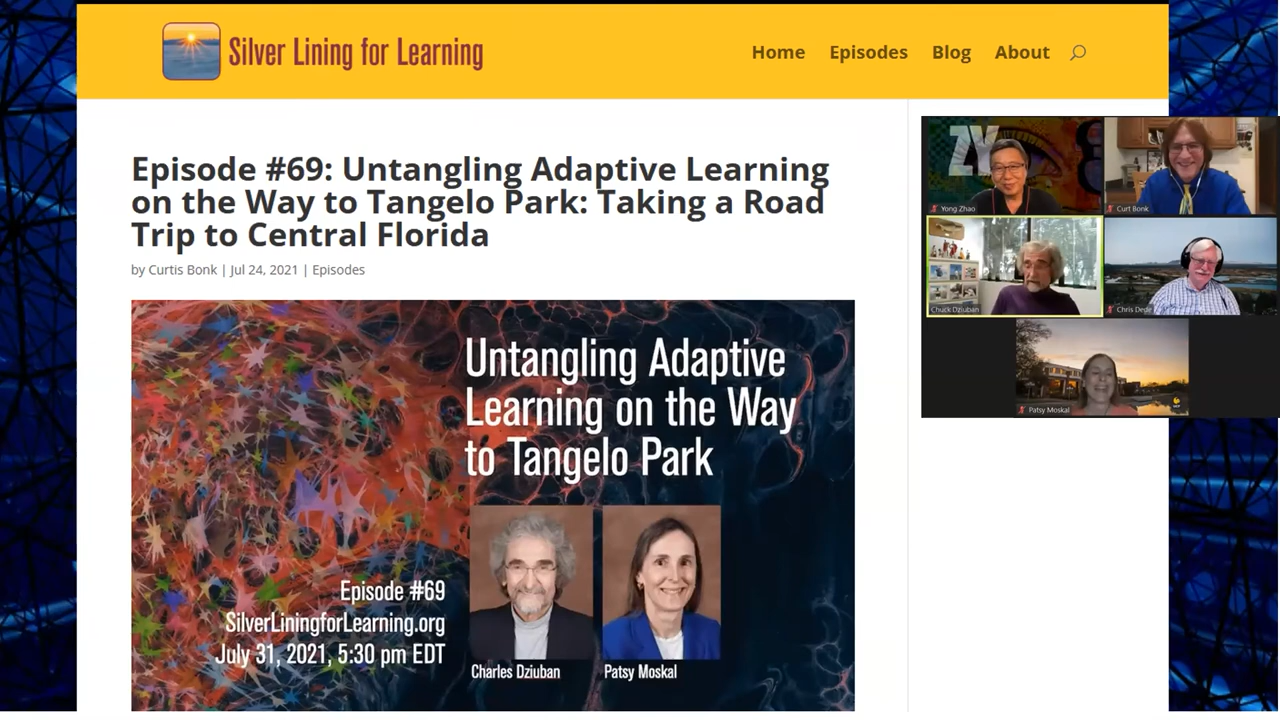 Silver Lining for Learning
Home Episodes Blog About
Episode #69: Untangling Adaptive Learning
on the Way to Tangelo Park: Taking a Road
Trip to Central Florida
by Curtis Bonk | Jul 24, 2021 | Episodes
Untangling Adaptive
Learning on the Way
to Tangelo Park
Episode #69
SilverLiningforLearning.org
July 31, 2021, 5:30 pm EDT
Charles Dziuban
Patsy Moskal
ZY
Yong Zhao
Curt Bonk
Chuck Dziuban
Chris Dede
Patsy Moskal